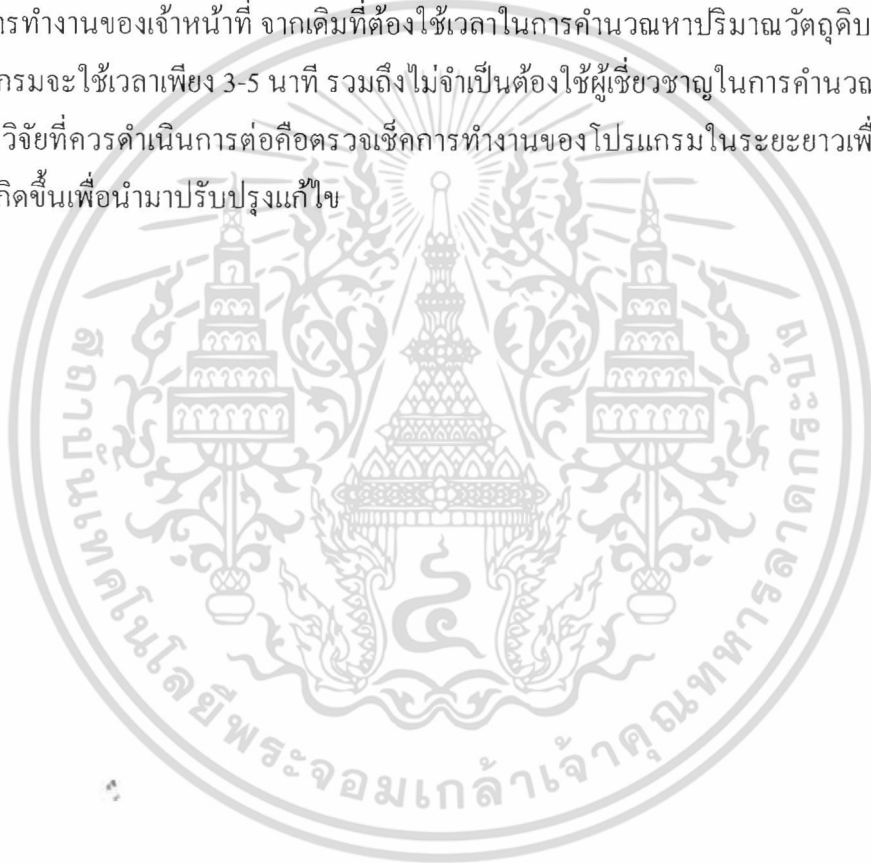 ารทำงานของเจ้าหน้าที่ จากเดิมที่ต้องใช้เวลาในการคำนวณหาปริมาณวัตถุดิบ
กรมจะใช้เวลาเพียง 3-5 นาที รวมถึงไม่จำเป็นต้องใช้ผู้เชี่ยวชาญในการคำนวณ
วิจัยที่ควรดำเนินการต่อคือตรวจเช็คการทำงานของโปรแกรมในระยะยาวเพื่
กิดขึ้นเพื่อนำมาปรับปรุงแก้ไข
สถาบันเทคโนโลยีพระจอมเกล้าเจ้าคุณทหารลาดกระบัง